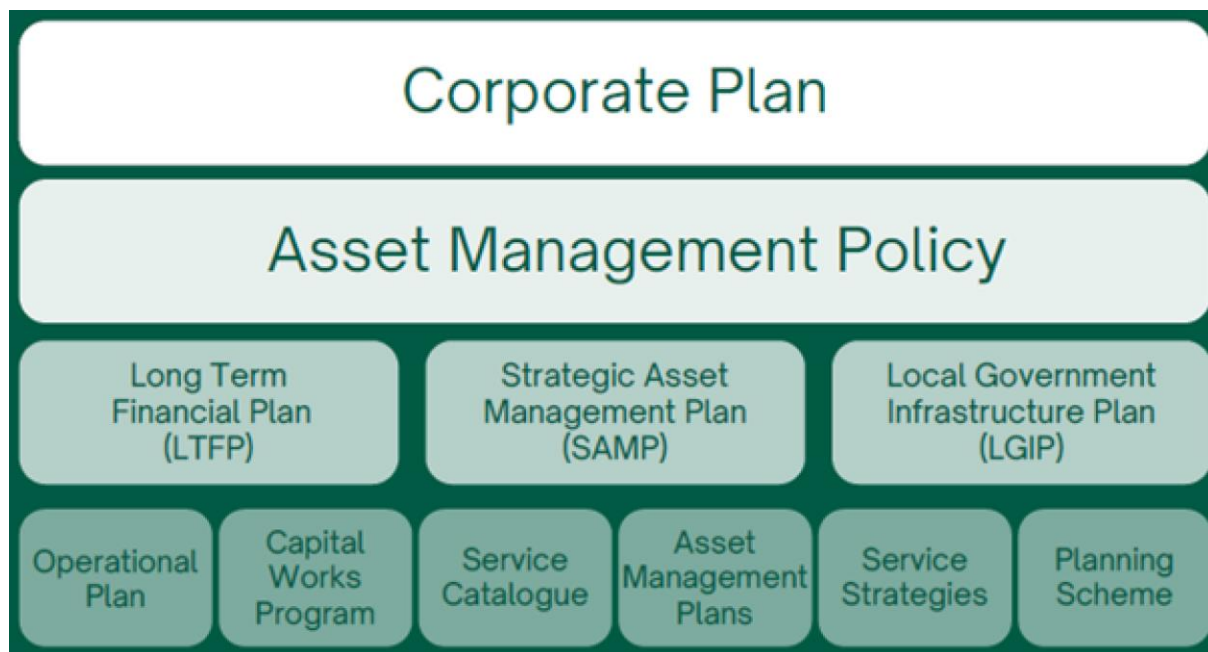 Corporate Plan
Asset Management Policy
Long Term
Financial Plan
(LTFP)
Strategic Asset
Management Plan
(SAMP)
Local Government
Infrastructure Plan
(LGIP)
Operational
Plan
Capital
Works
Program
Service
Catalogue
Asset
Management
Plans
Service
Strategies
Planning
Scheme